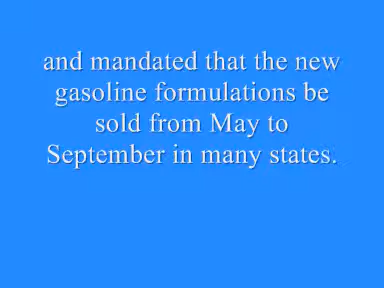 and mandated that the new
gasoline formulations be
sold from May to
September in many states.